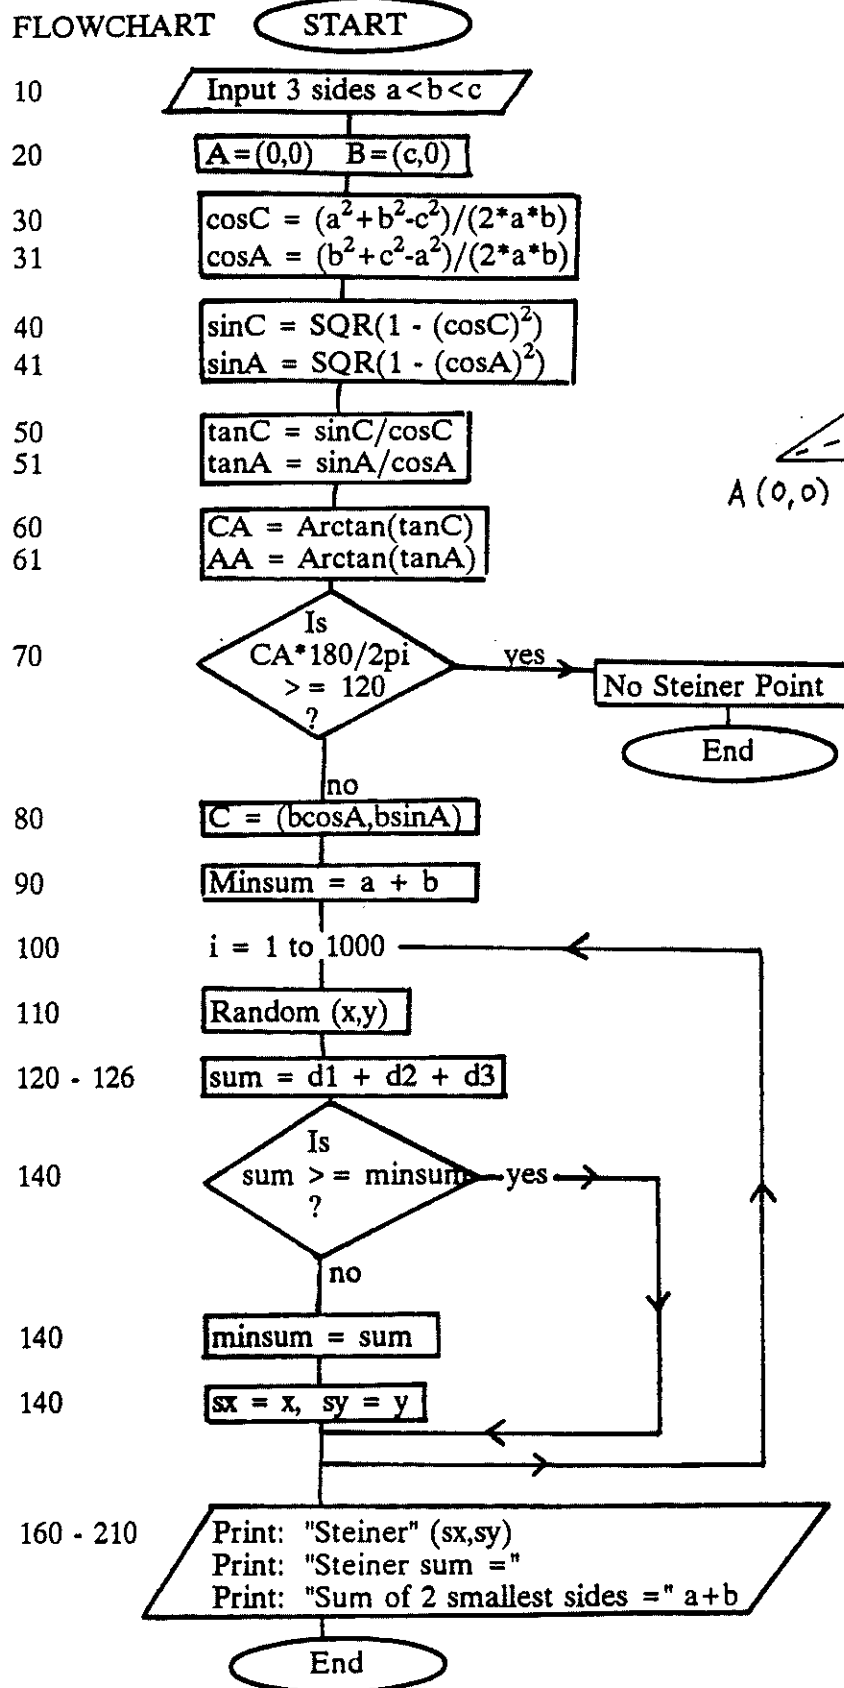 FLOWCHART START
10 Input 3 sides a<b<c
20 A=(0,0) B=(c,0)
30 cosC = (a²+b²-c²)/(2*a*b)
31 cosA = (b²+c²-a²)/(2*a*b)
40 sinC = SQR(1 - (cosC)²)
41 sinA = SQR(1 - (cosA)²)
50 tanC = sinC/cosC
51 tanA = sinA/cosA
A (0,0)
60 CA = Arctan(tanC)
61 AA = Arctan(tanA)
Is
70 CA*180/2pi yes
>= 120
No Steiner Point
?
End
no
80 C = (bcosA,bsinA)
90 Minsum = a + b
100 i = 1 to 1000
110 Random (x,y)
120 - 126 sum = d1 + d2 + d3
Is
140 sum >= minsum yes
?
no
140 minsum = sum
140 sx = x, sy = y
160 - 210 Print: "Steiner" (sx,sy)
Print: "Steiner sum ="
Print: "Sum of 2 smallest sides =" a+b
End